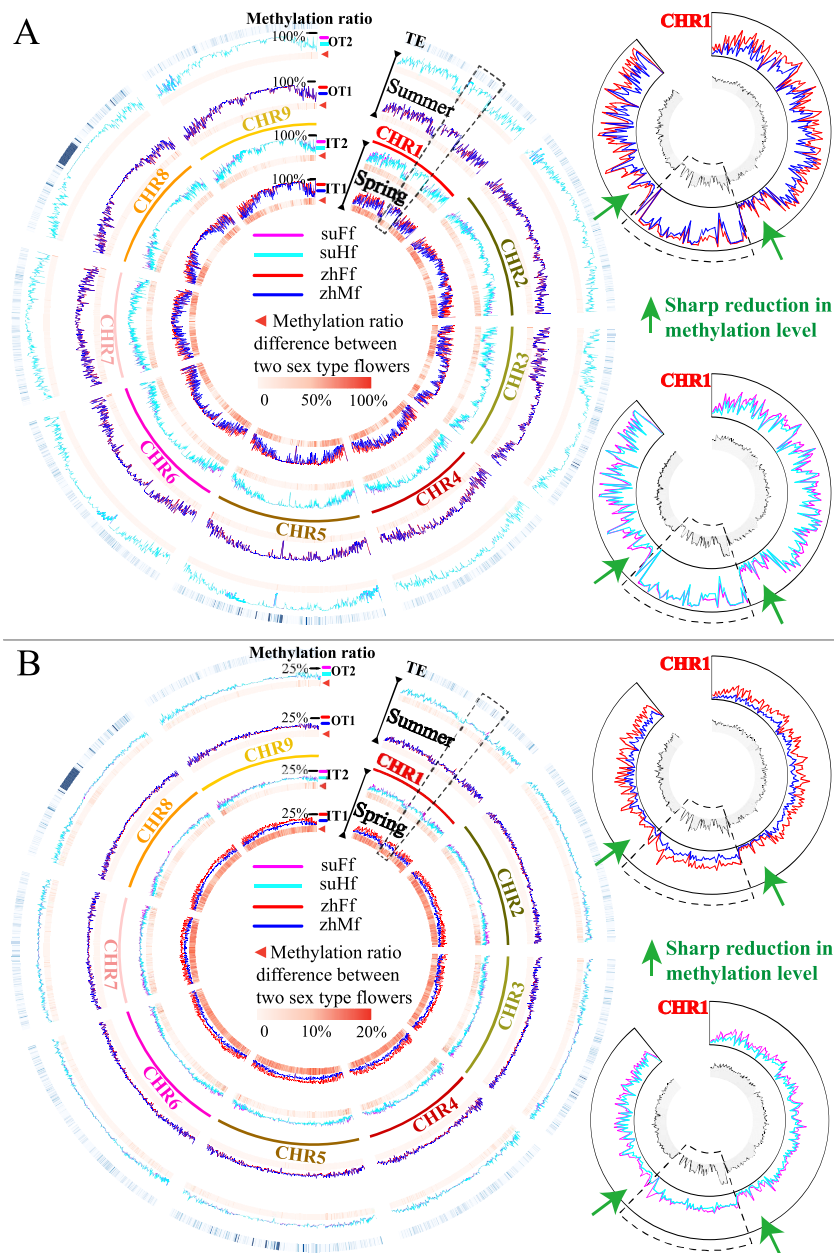 A
Methylation ratio
100%
OT2
TE
CHR1
100%
OT1
Summer
CHR9
100%
IT2
CHR1
CHR8
100%
IT1
Spring
suFf
suHf
zhFf
zhMf
CHR2
Methylation ratio
difference between
two sex type flowers
0 50% 100%
CHR7
CHR3
CHR6
CHR4
CHR5
Sharp reduction in
methylation level
CHR1
B
Methylation ratio
25%
OT2
TE
CHR1
25%
OT1
Summer
CHR9
25%
IT2
CHR1
CHR8
25%
IT1
Spring
suFf
suHf
zhFf
zhMf
CHR2
Methylation ratio
difference between
two sex type flowers
0 10% 20%
CHR7
CHR3
CHR6
CHR4
CHR5
Sharp reduction in
methylation level
CHR1